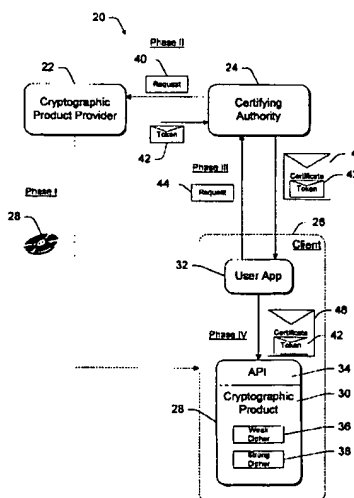 20
Phase II
40
22
Request
24
Cryptographic
Product Provider
Certifying
Authority
Token
42
Phase III
44
Request
Certificate
Token
Phase I
28
26
Client
32
User App
48
Phase IV
Certificate
Token
42
API
34
Cryptographic
Product
30
28
Weak
Cipher
36
Strong
Cipher
38